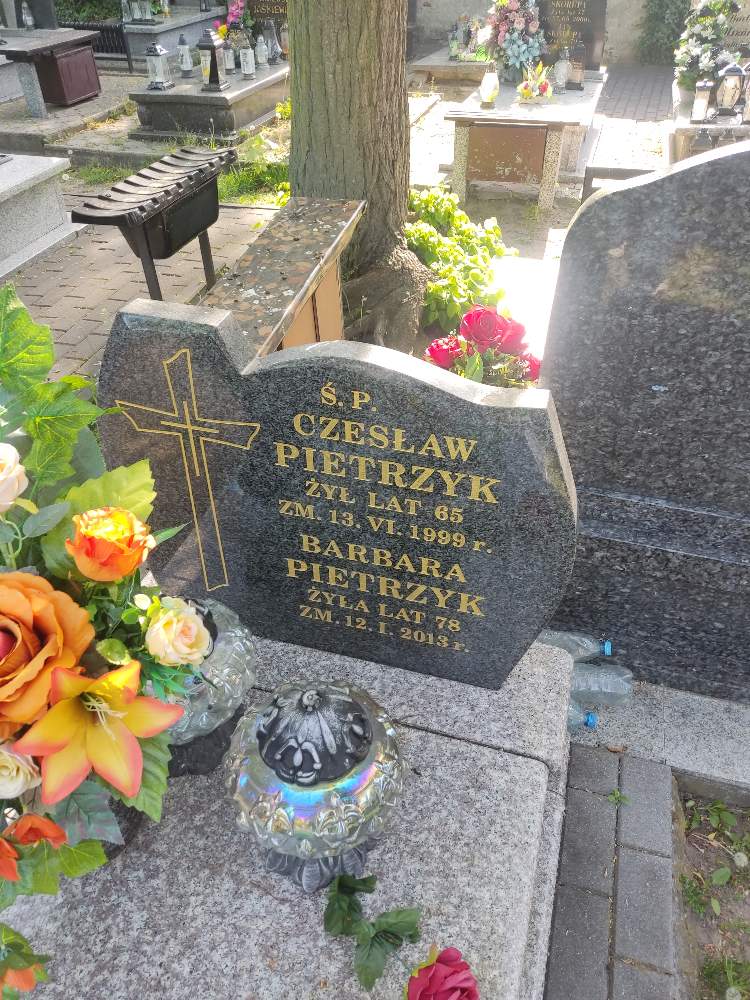 Ś. P.
CZESŁAW
PIETRZYK
ŻYŁ LAT 65
ZM. 13. VI. 1999 r.
BARBARA
PIETRZYK
ŻYŁA LAT 78
ZM. 12. I. 2013 r.